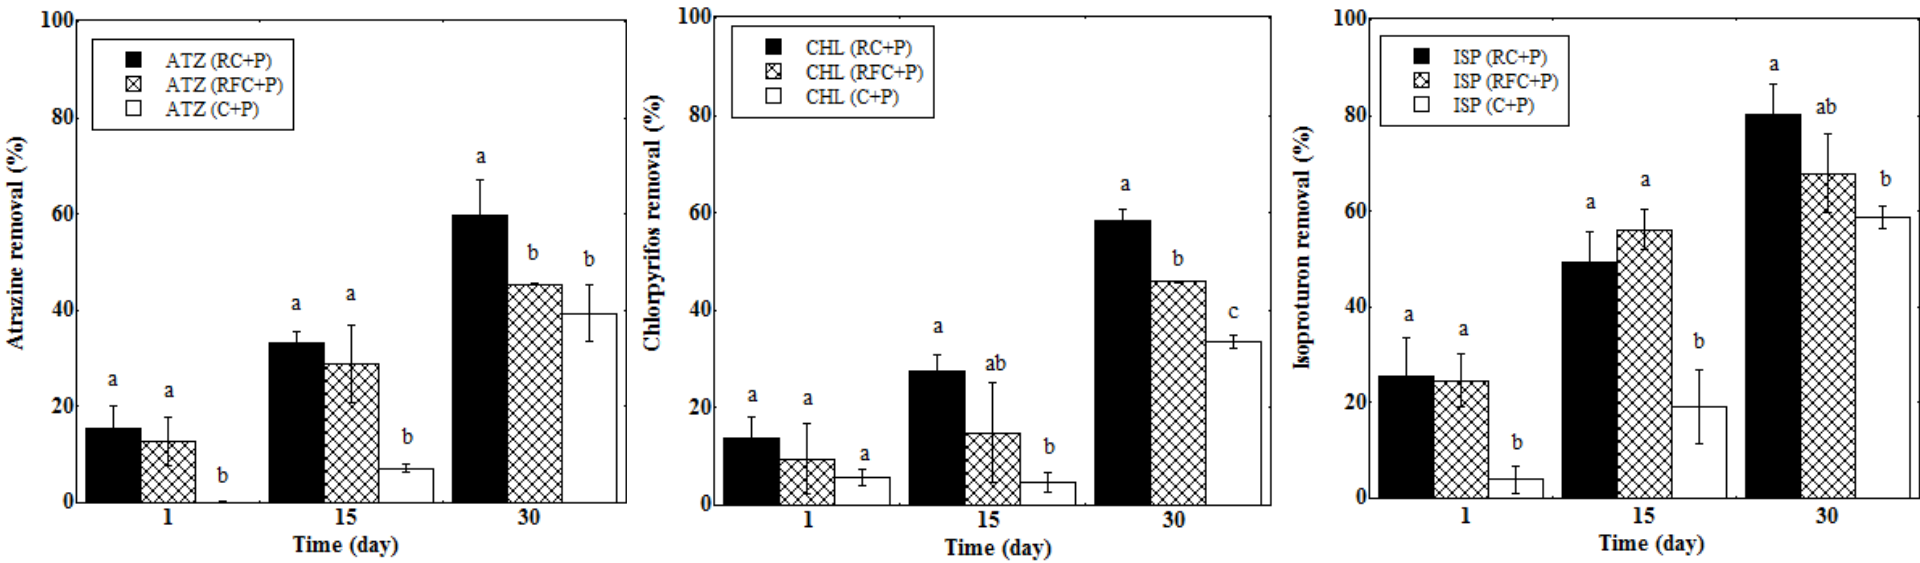 Atrazine removal (%)
100
80
60
40
20
0
ATZ (RC+P)
ATZ (RFC+P)
ATZ (C+P)
a
a
b
a
a
b
a
b
b
1
15
30
Time (day)
Chlorpyrifos removal (%)
100
80
60
40
20
0
CHL (RC+P)
CHL (RFC+P)
CHL (C+P)
a
a
a
a
ab
b
a
b
c
1
15
30
Time (day)
Isoproturon removal (%)
100
80
60
40
20
0
ISP (RC+P)
ISP (RFC+P)
ISP (C+P)
a
a
b
a
a
b
a
ab
b
1
15
30
Time (day)